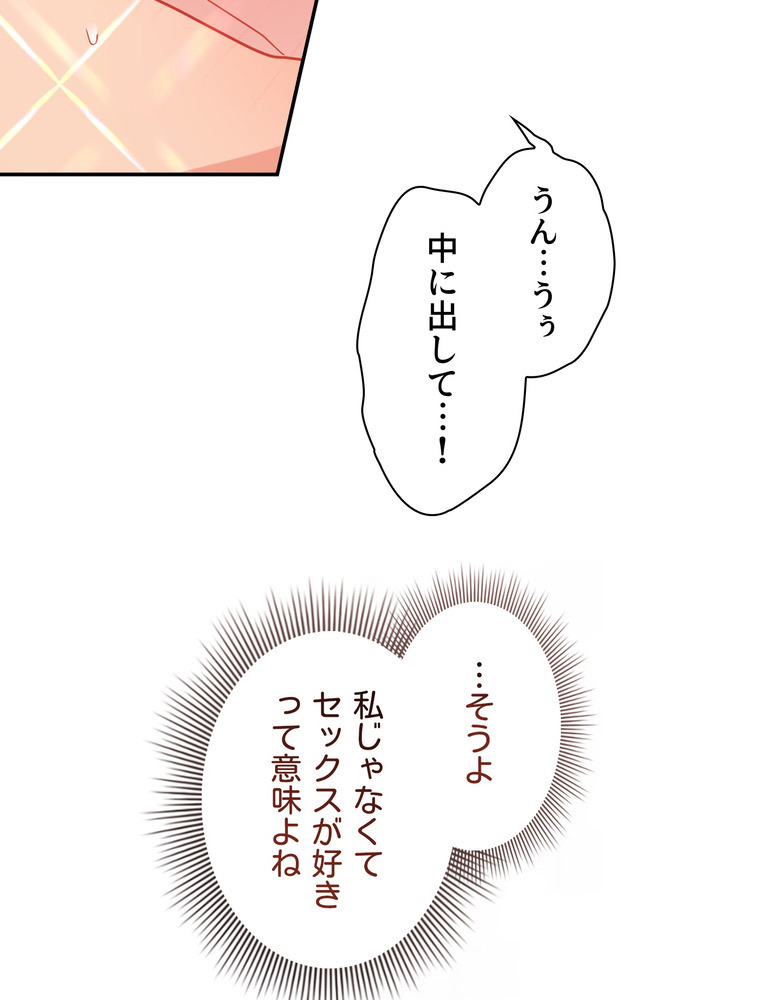 うん…うぅ
中に出して…！
…そうよ
私じゃなくて
セックスが好き
って意味よね